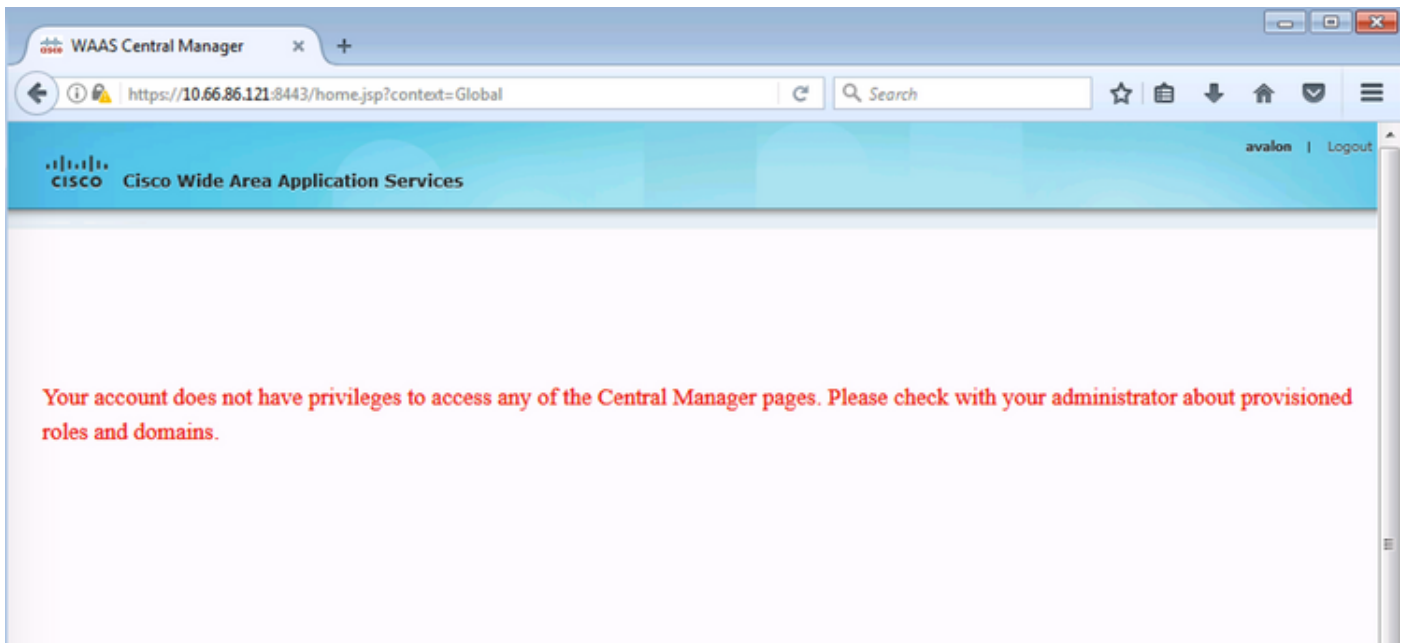 WAAS Central Manager
https://10.66.86.121:8443/home.jsp?context=Global
Search
avalon | Logout
CISCO Cisco Wide Area Application Services
Your account does not have privileges to access any of the Central Manager pages. Please check with your administrator about provisioned
roles and domains.